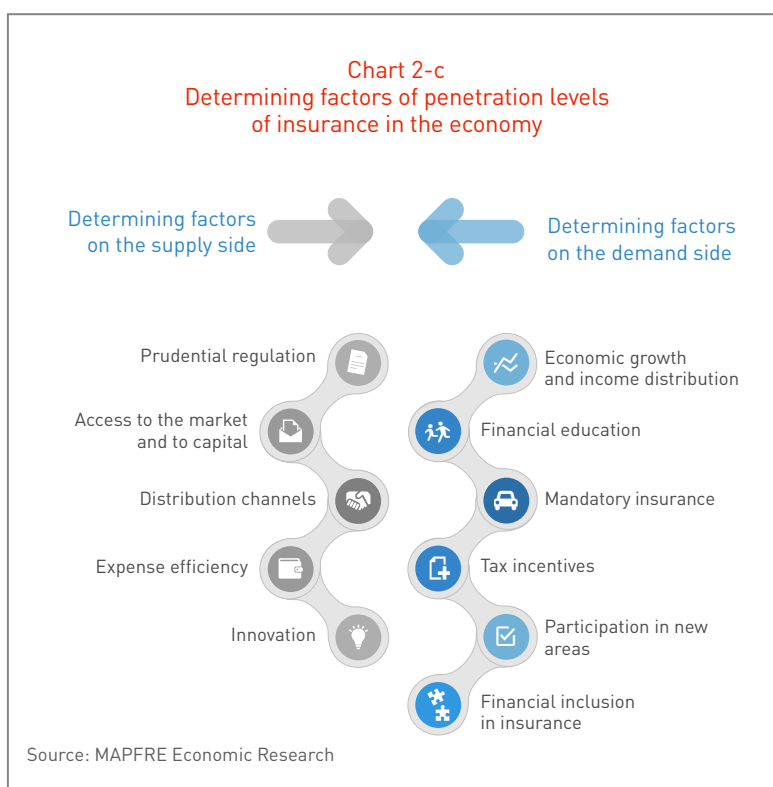 Chart 2-c
Determining factors of penetration levels
of insurance in the economy
Determining factors
on the supply side
Determining factors
on the demand side
Prudential regulation
Access to the market
and to capital
Distribution channels
Expense efficiency
Innovation
Economic growth
and income distribution
Financial education
Mandatory insurance
Tax incentives
Participation in new
areas
Financial inclusion
in insurance
Source: MAPFRE Economic Research